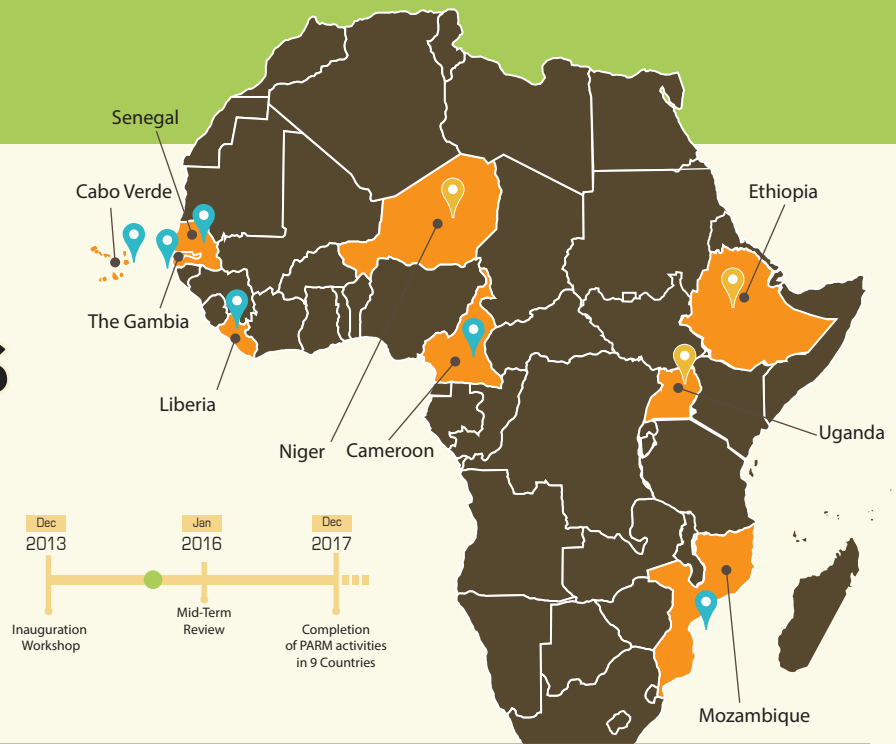 Senegal
Cabo Verde
Ethiopia
The Gambia
Liberia
Niger
Cameroon
Uganda
Mozambique
Dec
2013
Jan
2016
Dec
2017
Inauguration
Workshop
Mid-Term
Review
Completion
of PARM activities
in 9 Countries